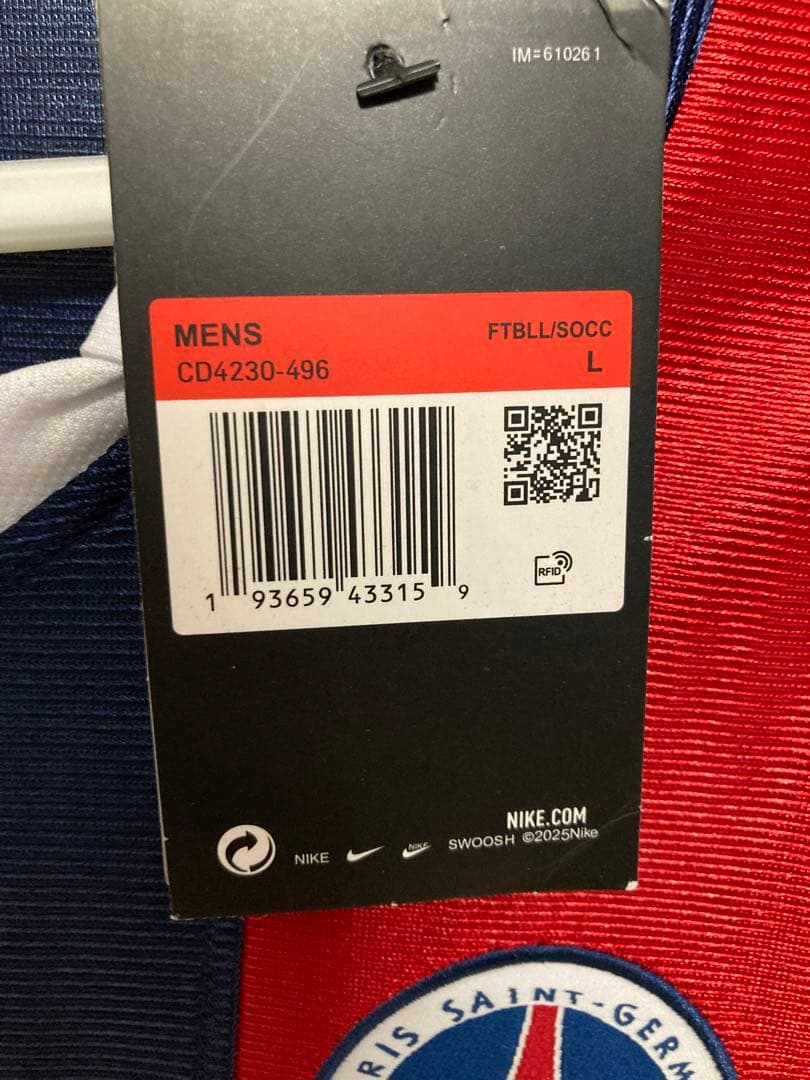 IM=610261
MENS
FTBLL/SOCC
CD4230-496
L
RFID
1 93659 43315 9
NIKE.COM
NIKE NIKE SWOOSH ©2025Nike
RIS SAINT-GERM